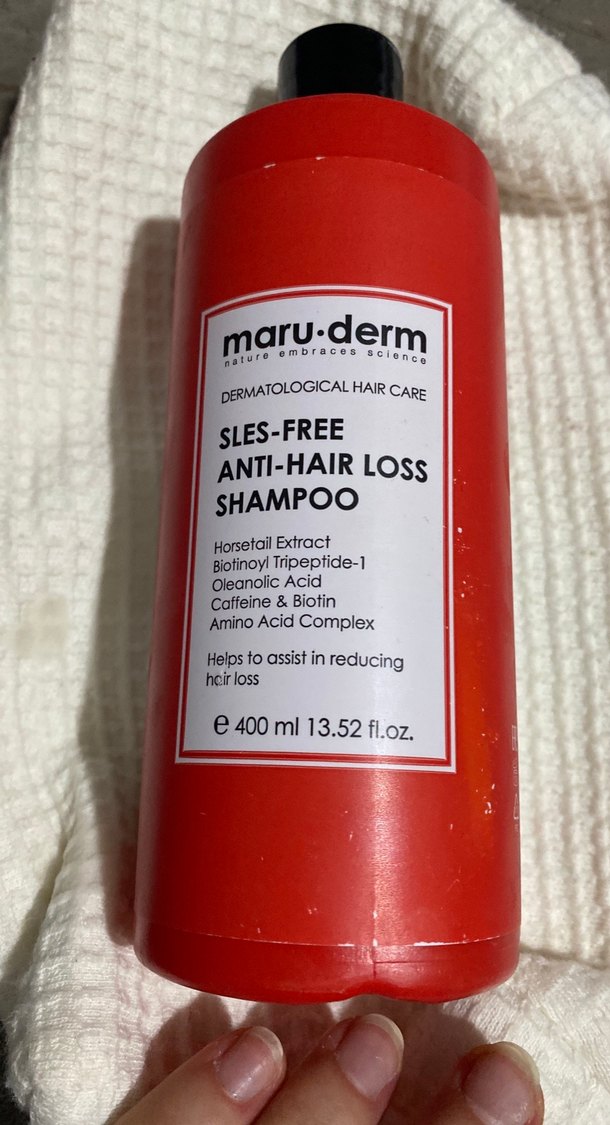 maru·derm
nature embraces science
DERMATOLOGICAL HAIR CARE
SLES-FREE
ANTI-HAIR LOSS
SHAMPOO
Horsetail Extract
Biotinoyl Tripeptide-1
Oleanolic Acid
Caffeine & Biotin
Amino Acid Complex
Helps to assist in reducing
hair loss
℮ 400 ml 13.52 fl.oz.